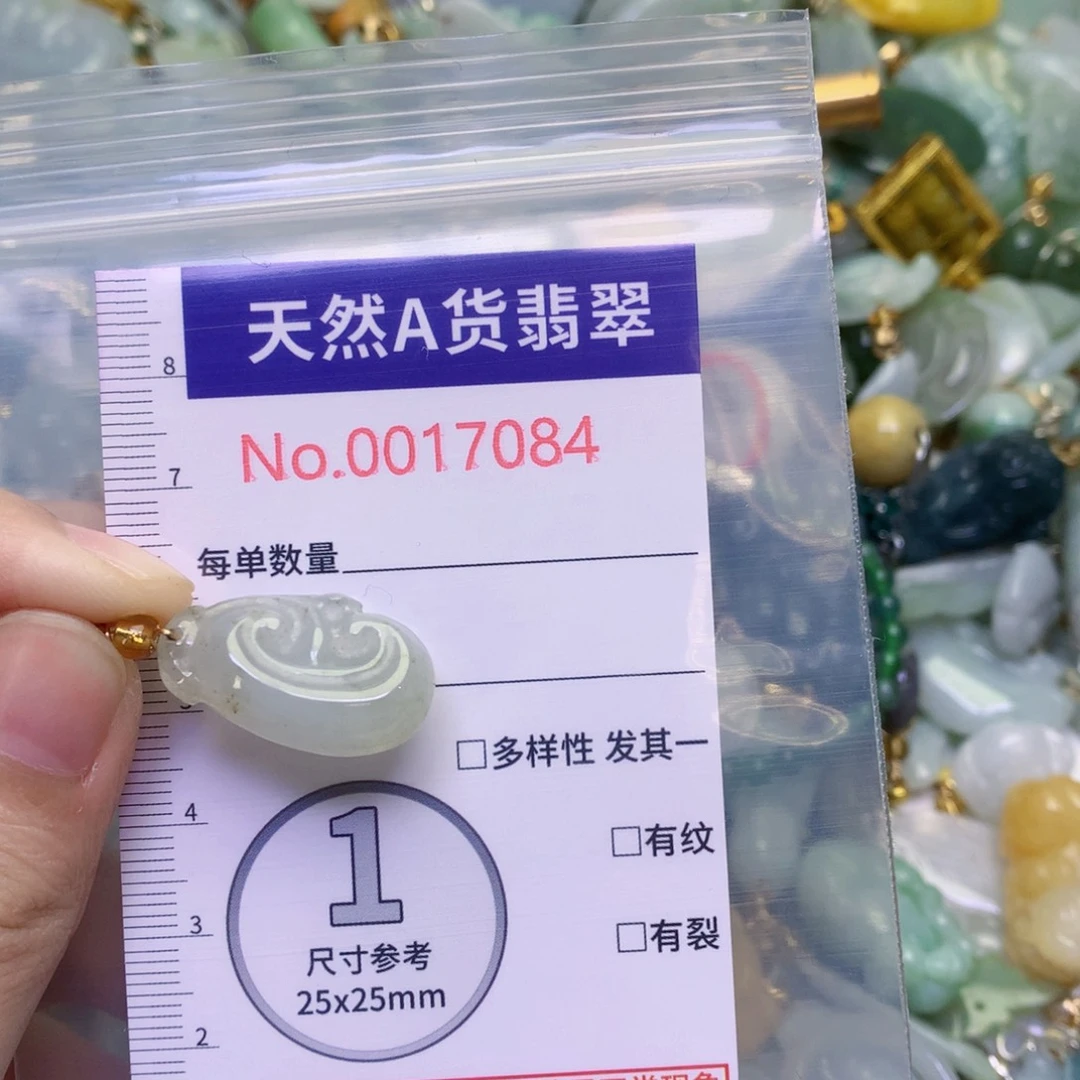 天然A货翡翠
No.0017084
每单数量
□多样性 发其一
□有纹
□有裂
1
尺寸参考
25x25mm
8
7
4
3
2